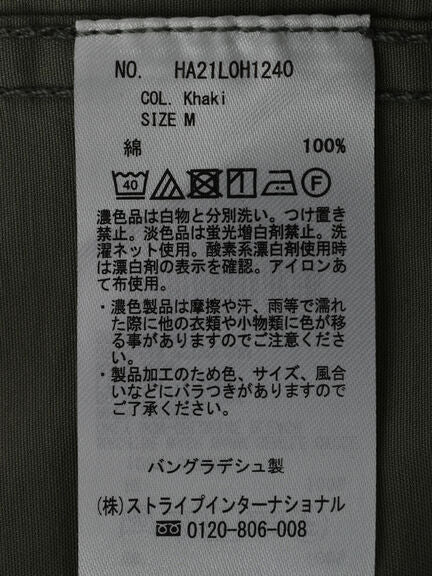 NO. HA21L0H1240
COL. Khaki
SIZE M
綿 100%
40 F
濃色品は白物と分別洗い。つけ置き
禁止。淡色品は蛍光増白剤禁止。洗
濯ネット使用。酸素系漂白剤使用時
は漂白剤の表示を確認。アイロンあ
て布使用。
・濃色製品は摩擦や汗、雨等で濡れ
た際に他の衣類や小物類に色が移
る事がありますのでご注意くださ
い。
・製品加工のため色、サイズ、風合
いなどにバラつきがありますので
ご了承ください。
バングラデシュ製
(株)ストライプインターナショナル
0120-806-008